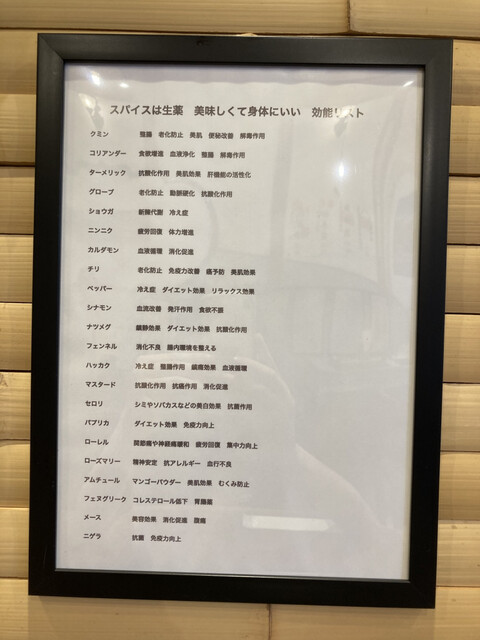 スパイスは生薬 美味しくて身体にいい 効能リスト
クミン 整腸 老化防止 美肌 便秘改善 解毒作用
コリアンダー 食欲増進 血液浄化 整腸 解毒作用
ターメリック 抗酸化作用 美肌効果 肝機能の活性化
グローブ 老化防止 動脈硬化 抗酸化作用
ショウガ 新陳代謝 冷え症
ニンニク 疲労回復 体力増進
カルダモン 血液循環 消化促進
チリ 老化防止 免疫力改善 癌予防 美肌効果
ペッパー 冷え症 ダイエット効果 リラックス効果
シナモン 血流改善 発汗作用 食欲不振
ナツメグ 鎮静効果 ダイエット効果 抗酸化作用
フェンネル 消化不良 腸内環境を整える
ハッカク 冷え症 整腸作用 鎮痛効果 血液循環
マスタード 抗酸化作用 抗癌作用 消化促進
セロリ シミやソバカスなどの美白効果 抗菌作用
パプリカ ダイエット効果 免疫力向上
ローレル 関節痛や神経痛緩和 疲労回復 集中力向上
ローズマリー 精神安定 抗アレルギー 血行不良
アムチュール マンゴーパウダー 美肌効果 むくみ防止
フェヌグリーク コレステロール低下 胃腸薬
メース 美容効果 消化促進 腹痛
ニゲラ 抗菌 免疫力向上